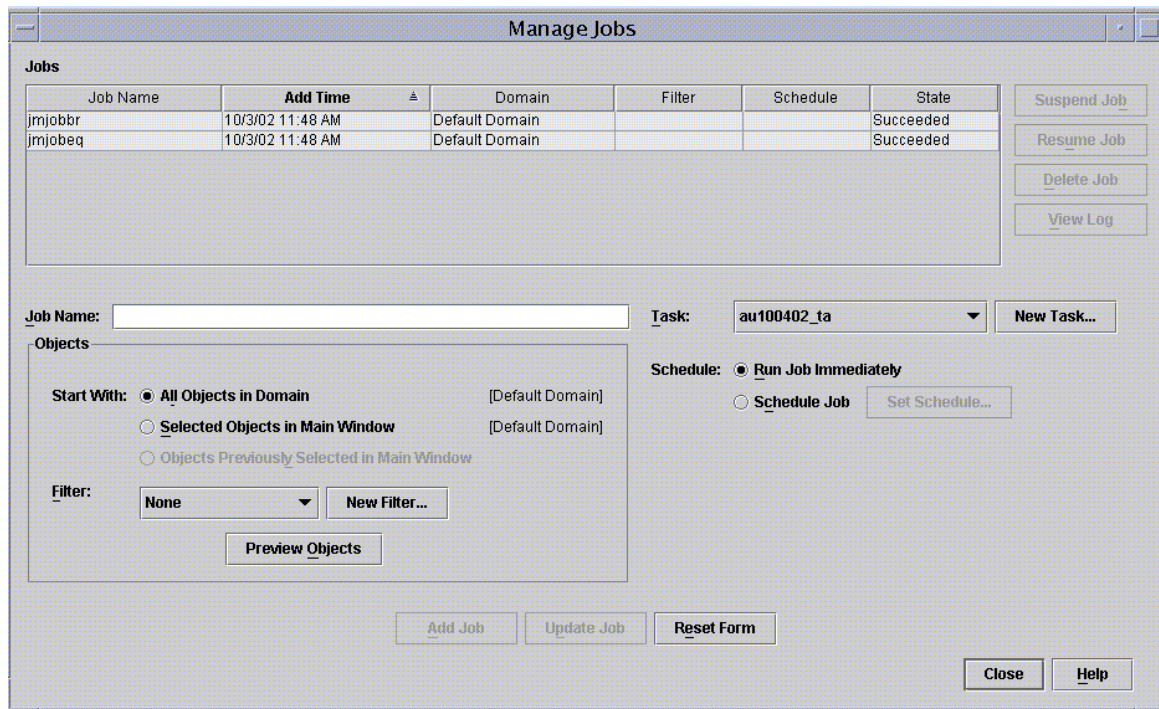 Manage Jobs
Jobs
Job Name Add Time Domain Filter Schedule State
jmjobbr 10/3/02 11:48 AM Default Domain Succeeded
jmjobeq 10/3/02 11:48 AM Default Domain Succeeded
Suspend Job
Resume Job
Delete Job
View Log
Job Name: Task: au100402_ta New Task...
Objects
Start With: All Objects in Domain [Default Domain]
Selected Objects in Main Window [Default Domain]
Objects Previously Selected in Main Window
Filter: None New Filter...
Preview Objects
Schedule: Run Job Immediately
Schedule Job Set Schedule...
Add Job Update Job Reset Form
Close Help